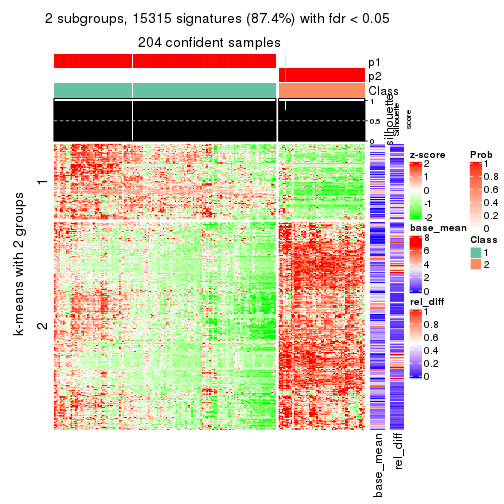 2 subgroups, 15315 signatures (87.4%) with fdr < 0.05
204 confident samples
p1
p2
Class
1
0.5
0
silhouette
Silhouette
score
k-means with 2 groups
1
2
base_mean
rel_diff
z-score
2
1
0
-1
-2
base_mean
8
6
4
2
0
rel_diff
1
0.8
0.6
0.4
0.2
0
Prob
1
0.8
0.6
0.4
0.2
0
Class
1
2